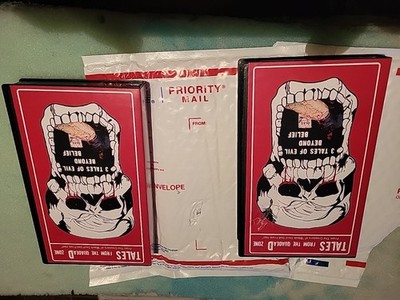 PRIORITY®
MAIL
FROM:
ENVELOPE
TALES
FROM THE QUADEAD ZONE
3 TALES OF EVIL
BEYOND
BELIEF
TALES
FROM THE QUADEAD ZONE
3 TALES OF EVIL
BEYOND
BELIEF